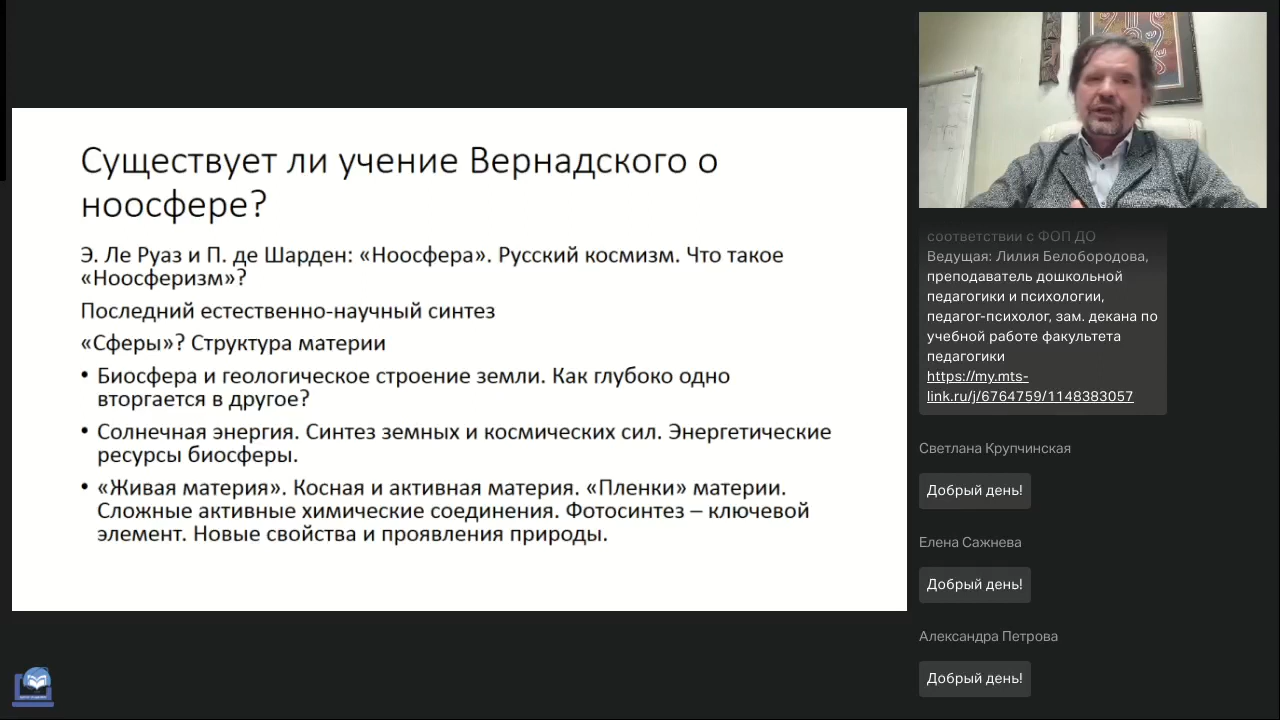 Существует ли учение Вернадского о
ноосфере?
Э. Ле Руаз и П. де Шарден: «Ноосфера». Русский космизм. Что такое
«Ноосферизм»?
Последний естественно-научный синтез
«Сферы»? Структура материи
• Биосфера и геологическое строение земли. Как глубоко одно
вторгается в другое?
• Солнечная энергия. Синтез земных и космических сил. Энергетические
ресурсы биосферы.
• «Живая материя». Косная и активная материя. «Пленки» материи.
Сложные активные химические соединения. Фотосинтез – ключевой
элемент. Новые свойства и проявления природы.
соответствии с ФОП ДО
Ведущая: Лилия Белобородова,
преподаватель дошкольной
педагогики и психологии,
педагог-психолог, зам. декана по
учебной работе факультета
педагогики
https://my.mts-
link.ru/j/6764759/1148383057
Светлана Крупчинская
Добрый день!
Елена Сажнева
Добрый день!
Александра Петрова
Добрый день!